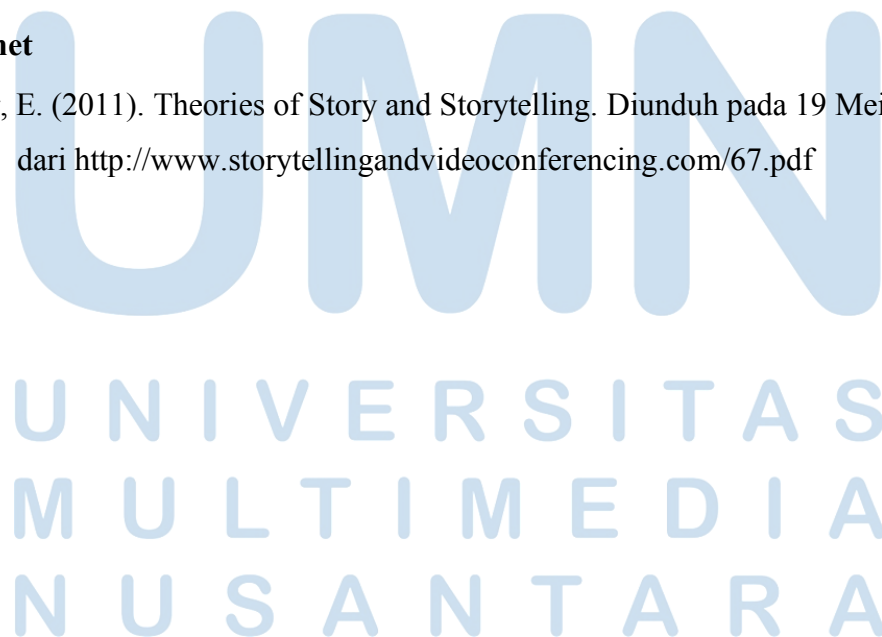 net
, E. (2011). Theories of Story and Storytelling. Diunduh pada 19 Mei
dari http://www.storytellingandvideoconferencing.com/67.pdf
UMN
UNIVERSITAS
MULTIMEDIA
NUSANTARA